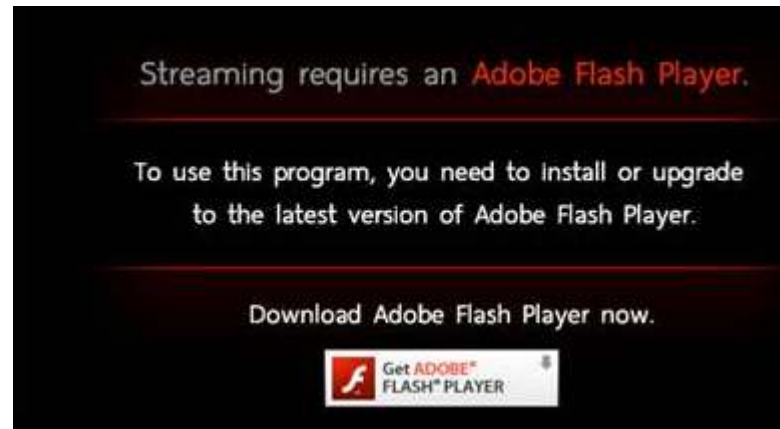 Streaming requires an Adobe Flash Player.
To use this program, you need to install or upgrade
to the latest version of Adobe Flash Player.
Download Adobe Flash Player now.
Get ADOBE®
FLASH® PLAYER